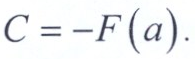 C = −F(a).